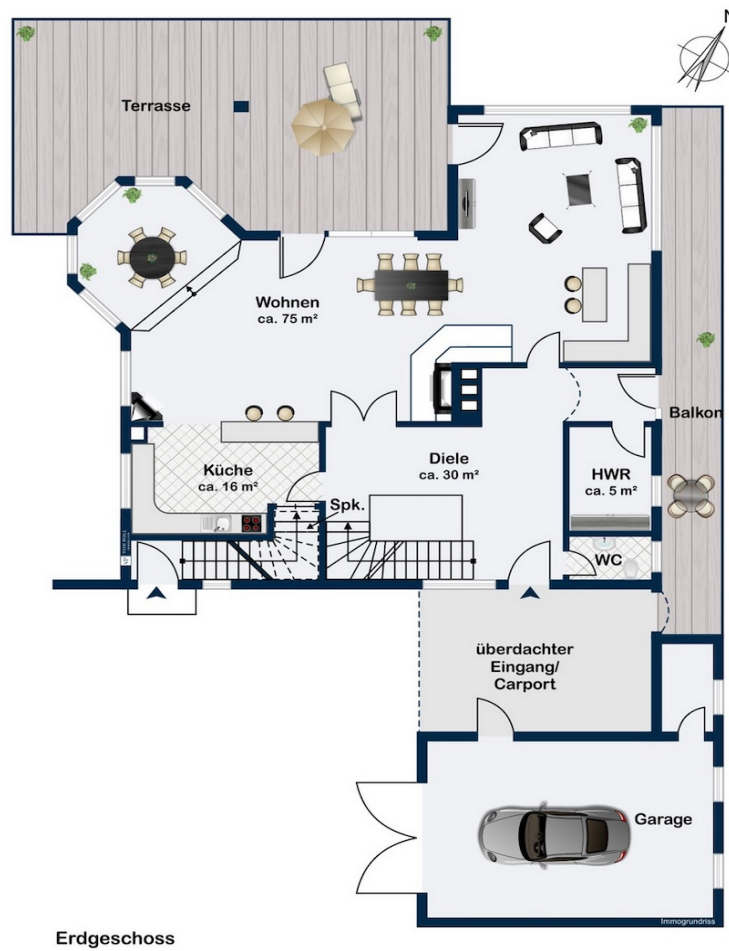 N
Terrasse
Wohnen
ca. 75 m²
Balkon
Küche
ca. 16 m²
Diele
ca. 30 m²
HWR
ca. 5 m²
Spk.
WC
überdachter
Eingang/
Carport
Garage
Immogrundriss
Erdgeschoss